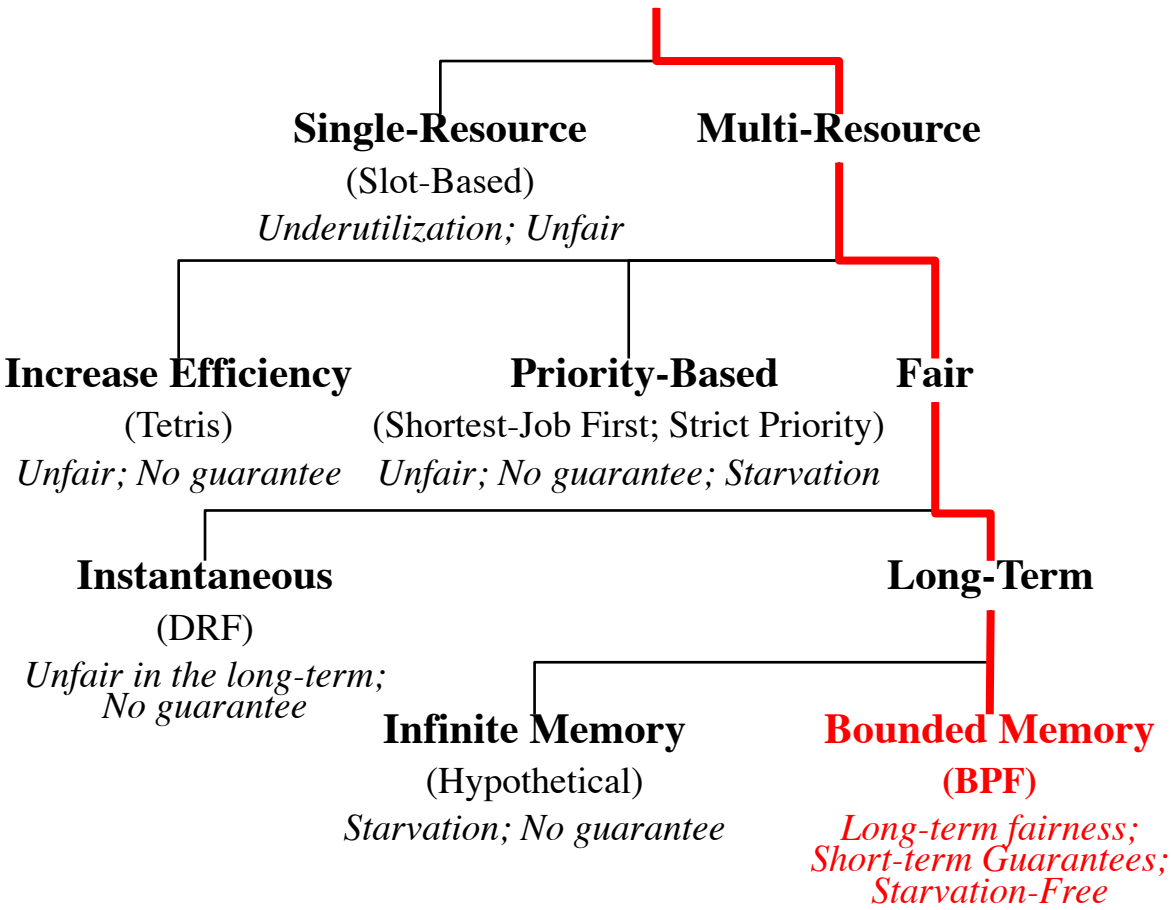 Single-Resource
Multi-Resource
(Slot-Based)
Underutilization; Unfair
Increase Efficiency
(Tetris)
Unfair; No guarantee
Priority-Based
(Shortest-Job First; Strict Priority)
Unfair; No guarantee; Starvation
Fair
Instantaneous
(DRF)
Unfair in the long-term;
No guarantee
Long-Term
Infinite Memory
(Hypothetical)
Starvation; No guarantee
Bounded Memory
(BPF)
Long-term fairness;
Short-term Guarantees;
Starvation-Free